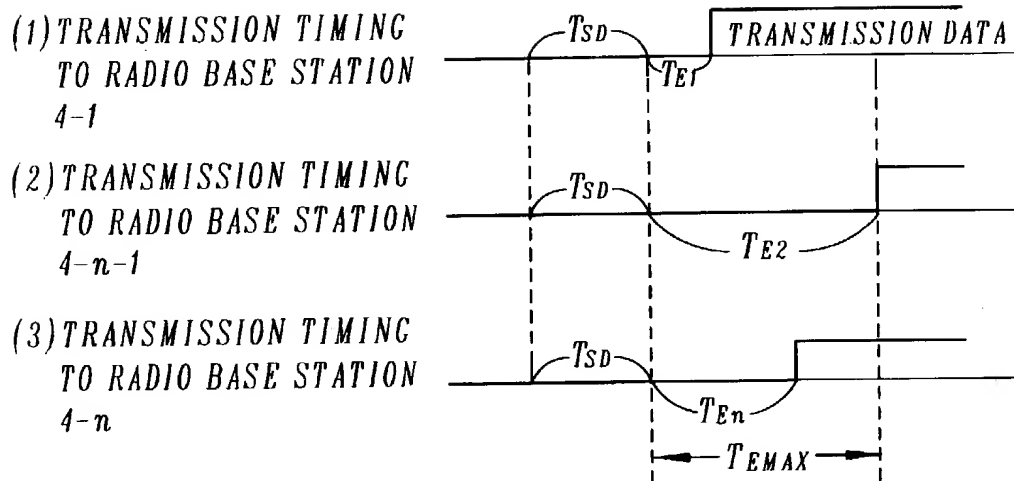 (1) TRANSMISSION TIMING
TO RADIO BASE STATION
4-1
TSD
TE1
TRANSMISSION DATA
(2) TRANSMISSION TIMING
TO RADIO BASE STATION
4-n-1
TSD
TE2
(3) TRANSMISSION TIMING
TO RADIO BASE STATION
4-n
TSD
TEn
TEMAX